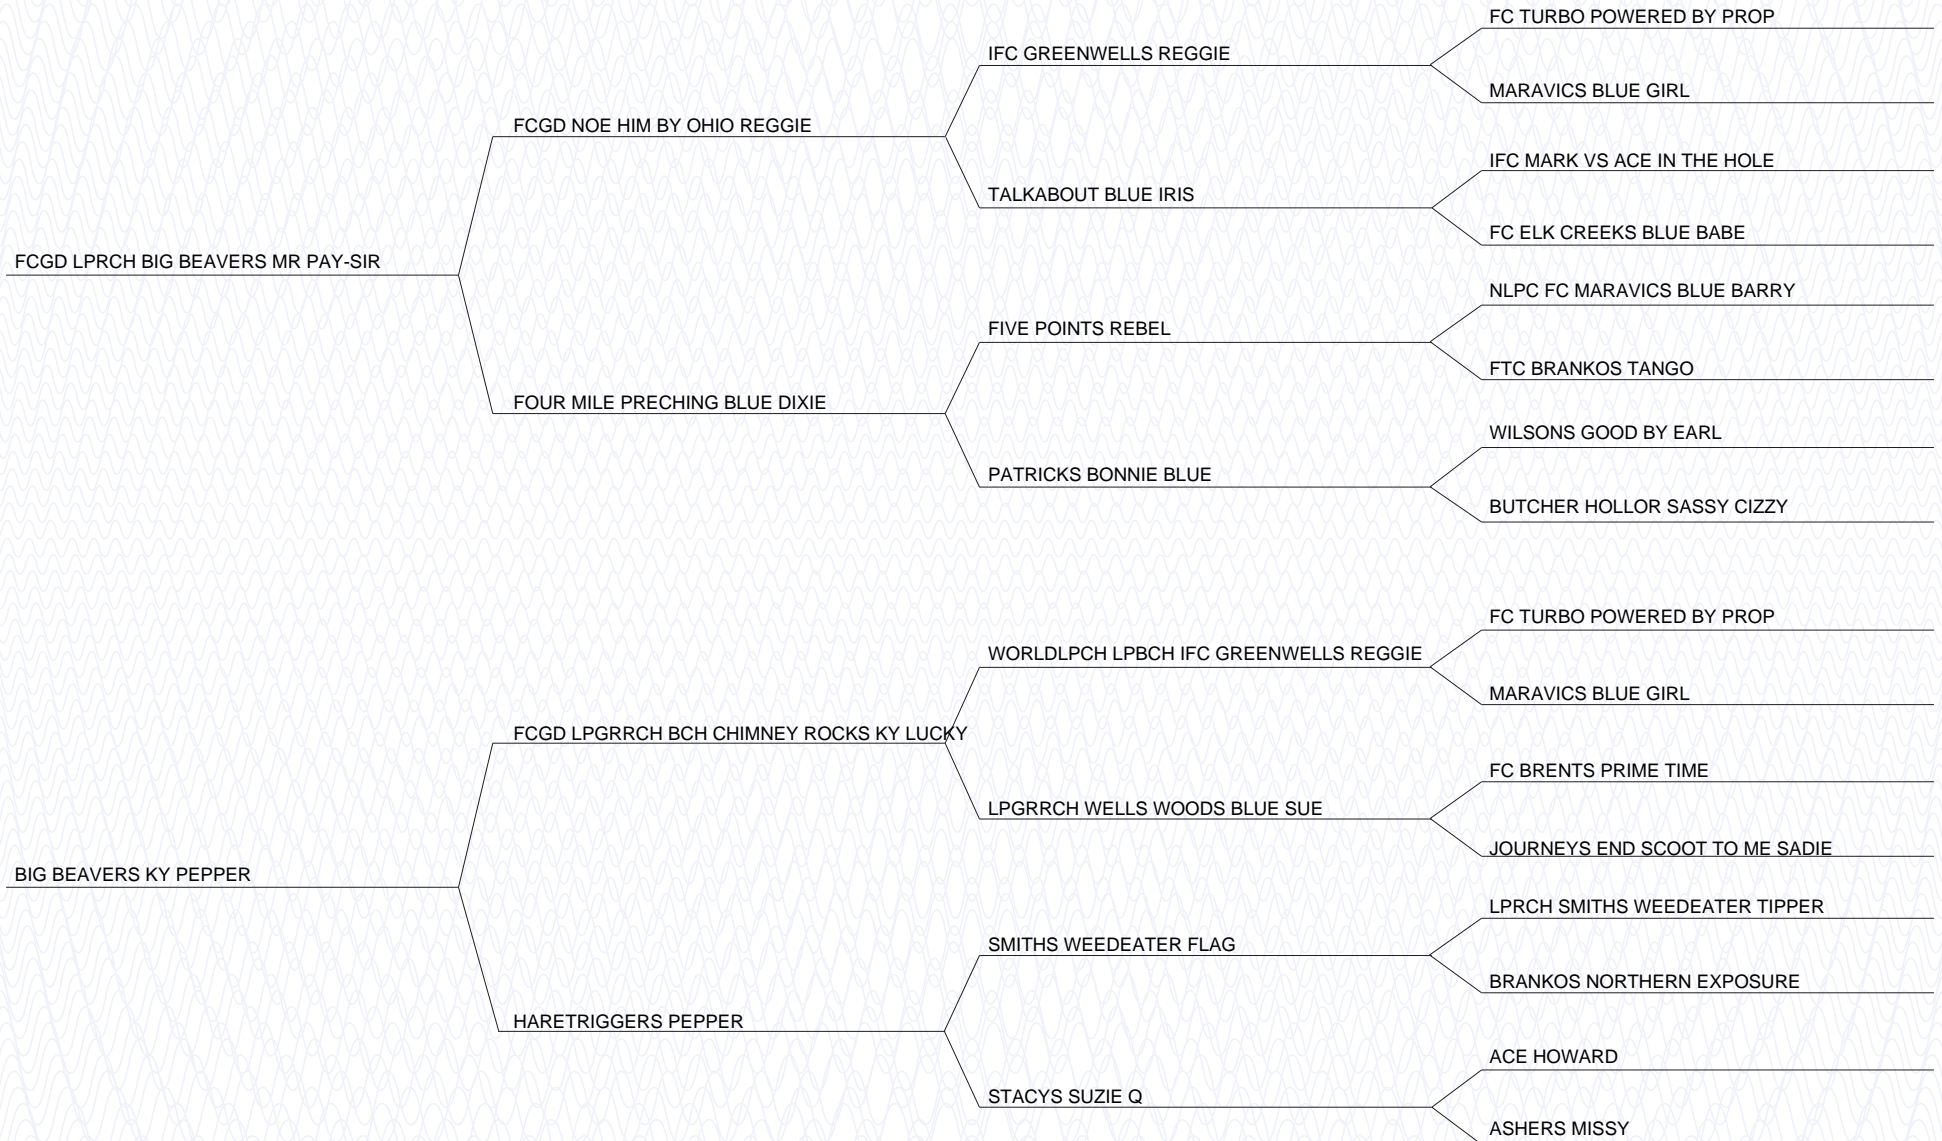 FC TURBO POWERED BY PROP
IFC GREENWELLS REGGIE
MARAVICS BLUE GIRL
FCGD NOE HIM BY OHIO REGGIE
IFC MARK VS ACE IN THE HOLE
TALKABOUT BLUE IRIS
FC ELK CREEKS BLUE BABE
FCGD LPRCH BIG BEAVERS MR PAY-SIR
NLPC FC MARAVICS BLUE BARRY
FIVE POINTS REBEL
FTC BRANKOS TANGO
FOUR MILE PRECHING BLUE DIXIE
WILSONS GOOD BY EARL
PATRICKS BONNIE BLUE
BUTCHER HOLLOR SASSY CIZZY
FC TURBO POWERED BY PROP
WORLDLPCH LPBCH IFC GREENWELLS REGGIE
MARAVICS BLUE GIRL
FCGD LPGRRCH BCH CHIMNEY ROCKS KY LUCKY
FC BRENTS PRIME TIME
LPGRRCH WELLS WOODS BLUE SUE
JOURNEYS END SCOOT TO ME SADIE
BIG BEAVERS KY PEPPER
LPRCH SMITHS WEEDEATER TIPPER
SMITHS WEEDEATER FLAG
BRANKOS NORTHERN EXPOSURE
HARETRIGGERS PEPPER
ACE HOWARD
STACYS SUZIE Q
ASHERS MISSY